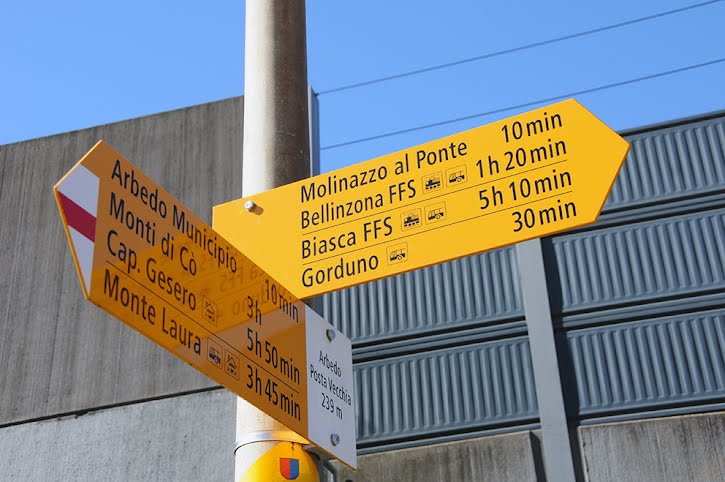 Molinazzo al Ponte 10 min
Bellinzona FFS 1h 20 min
Biasca FFS 5h 10 min
Gorduno 30 min
Arbedo Municipio 10 min
Monti di Cò 3h
Cap. Gesero 5h 50 min
Monte Laura 3h 45 min
Arbedo
Posta Vecchia
239 m